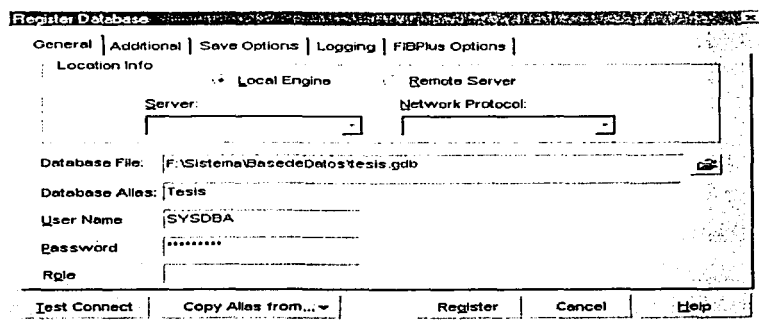 Register Database
General Additional Save Options Logging FIBPlus Options
Location Info
Local Engine Remote Server
Server: Network Protocol:
Database File: F:\Sistema\BasedeDatos\tesis.gdb
Database Alias: Tesis
User Name SYSDBA
Password *********
Role
Test Connect Copy Alias from... Register Cancel Help